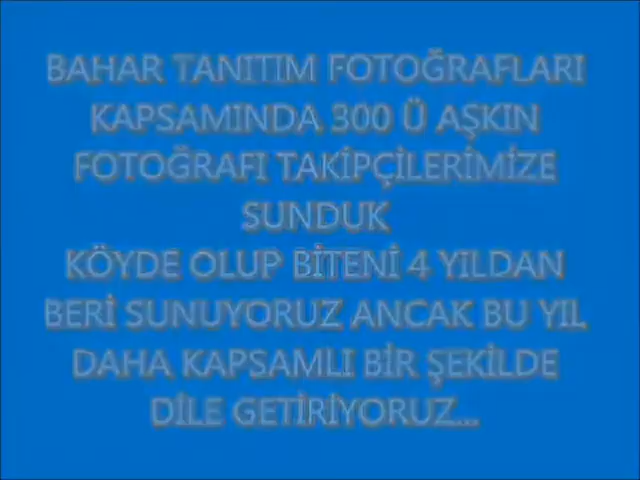 BAHAR TANITIM FOTOĞRAFLARI
KAPSAMINDA 300 Ü AŞKIN
FOTOĞRAFI TAKİPÇİLERİMİZE
SUNDUK
KÖYDE OLUP BİTENİ 4 YILDAN
BERİ SUNUYORUZ ANCAK BU YIL
DAHA KAPSAMLI BİR ŞEKİLDE
DİLE GETİRİYORUZ...